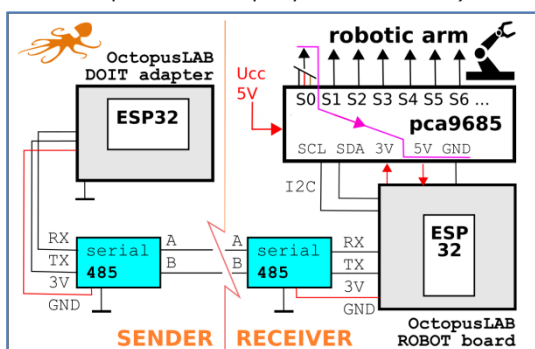 OctopusLAB
DOIT adapter
ESP32
RX
TX
3V
GND
serial
485
A
B
SENDER
robotic arm
Ucc
5V
S0 S1 S2 S3 S4 S5 S6 ...
pca9685
SCL SDA 3V 5V GND
I2C
A
B
serial
485
RX
TX
3V
GND
ESP
32
RECEIVER
OctopusLAB
ROBOT board